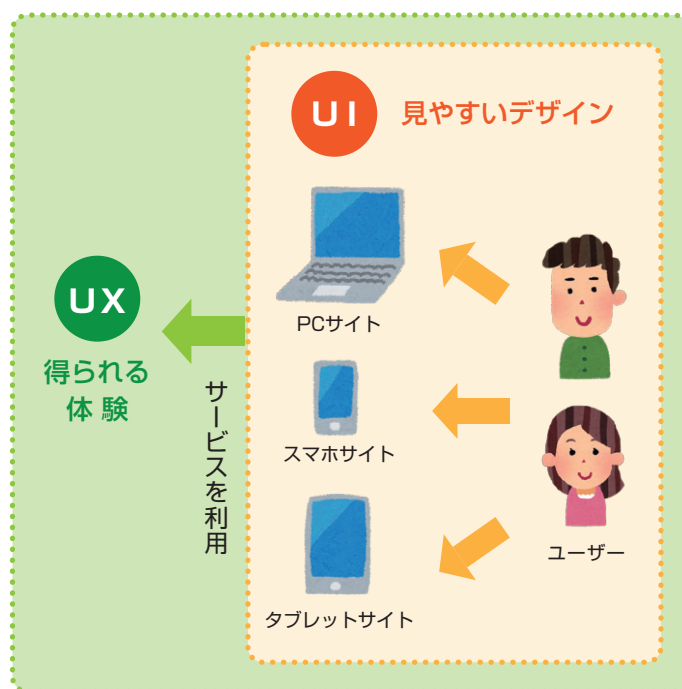 UI
見やすいデザイン
PCサイト
スマホサイト
タブレットサイト
ユーザー
サービスを利用
UX
得られる
体 験